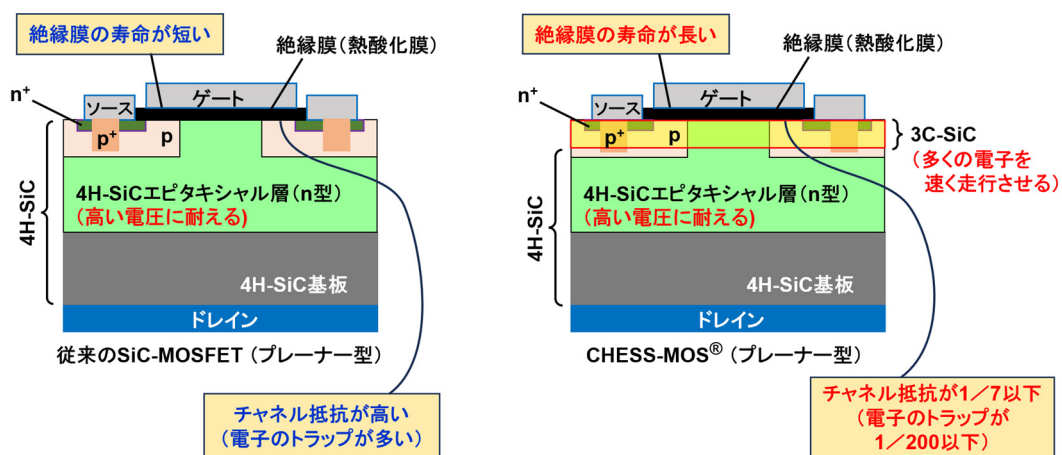 絶縁膜の寿命が短い
絶縁膜(熱酸化膜)
n+
ソース
ゲート
p+
p
4H-SiC
4H-SiCエピタキシャル層(n型)
(高い電圧に耐える)
4H-SiC基板
ドレイン
従来のSiC-MOSFET (プレーナー型)
チャネル抵抗が高い
(電子のトラップが多い)
絶縁膜の寿命が長い
絶縁膜(熱酸化膜)
n+
ソース
ゲート
p+
p
3C-SiC
(多くの電子を
速く走行させる)
4H-SiC
4H-SiCエピタキシャル層(n型)
(高い電圧に耐える)
4H-SiC基板
ドレイン
CHESS-MOS® (プレーナー型)
チャネル抵抗が1/7以下
(電子のトラップが
1/200以下)